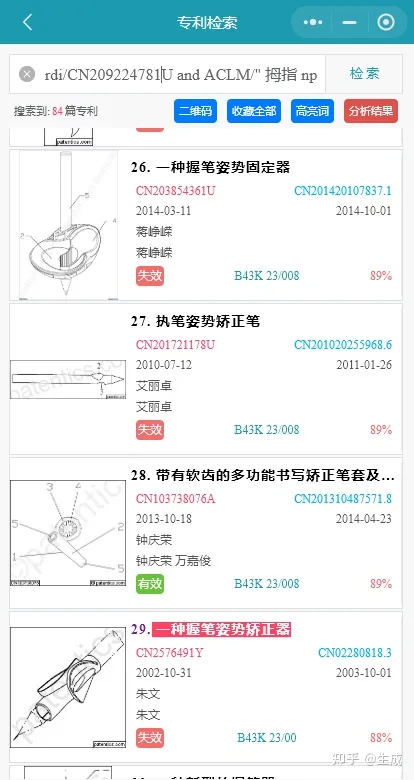 专利检索
rdi/CN209224781U and ACLM/" 拇指 np
检 索
搜索到: 84 篇专利
二维码
收藏全部
高亮词
分析结果
patentics.com
26. 一种握笔姿势固定器
CN203854361U CN201420107837.1
2014-03-11 2014-10-01
蒋峥嵘
蒋峥嵘
失效 B43K 23/008 89%
27. 执笔姿势矫正笔
CN201721178U CN201020255968.6
2010-07-12 2011-01-26
艾丽卓
艾丽卓
失效 B43K 23/008 89%
28. 带有软齿的多功能书写矫正笔套及...
CN103738076A CN201310487571.8
2013-10-18 2014-04-23
钟庆荣
钟庆荣 万嘉俊
有效 B43K 23/008 89%
© patentics.com
29. 一种握笔姿势矫正器
CN2576491Y CN02280818.3
2002-10-31 2003-10-01
朱文
朱文
失效 B43K 23/00 88%
patentics.com
知乎 @生成